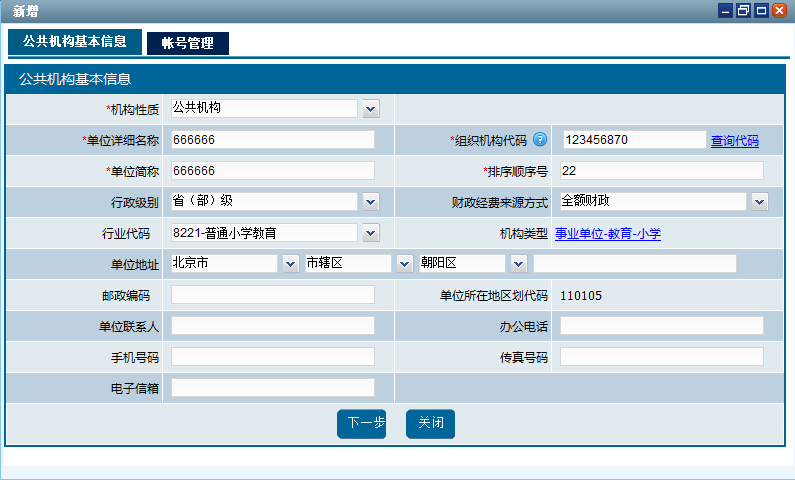 新增
公共机构基本信息 帐号管理
公共机构基本信息
*机构性质 公共机构
*单位详细名称 666666 *组织机构代码 ? 123456870 查询代码
*单位简称 666666 *排序顺序号 22
行政级别 省（部）级 财政经费来源方式 全额财政
行业代码 8221-普通小学教育 机构类型 事业单位-教育-小学
单位地址 北京市 市辖区 朝阳区
邮政编码 单位所在地区划代码 110105
单位联系人 办公电话
手机号码 传真号码
电子信箱
下一步 关闭